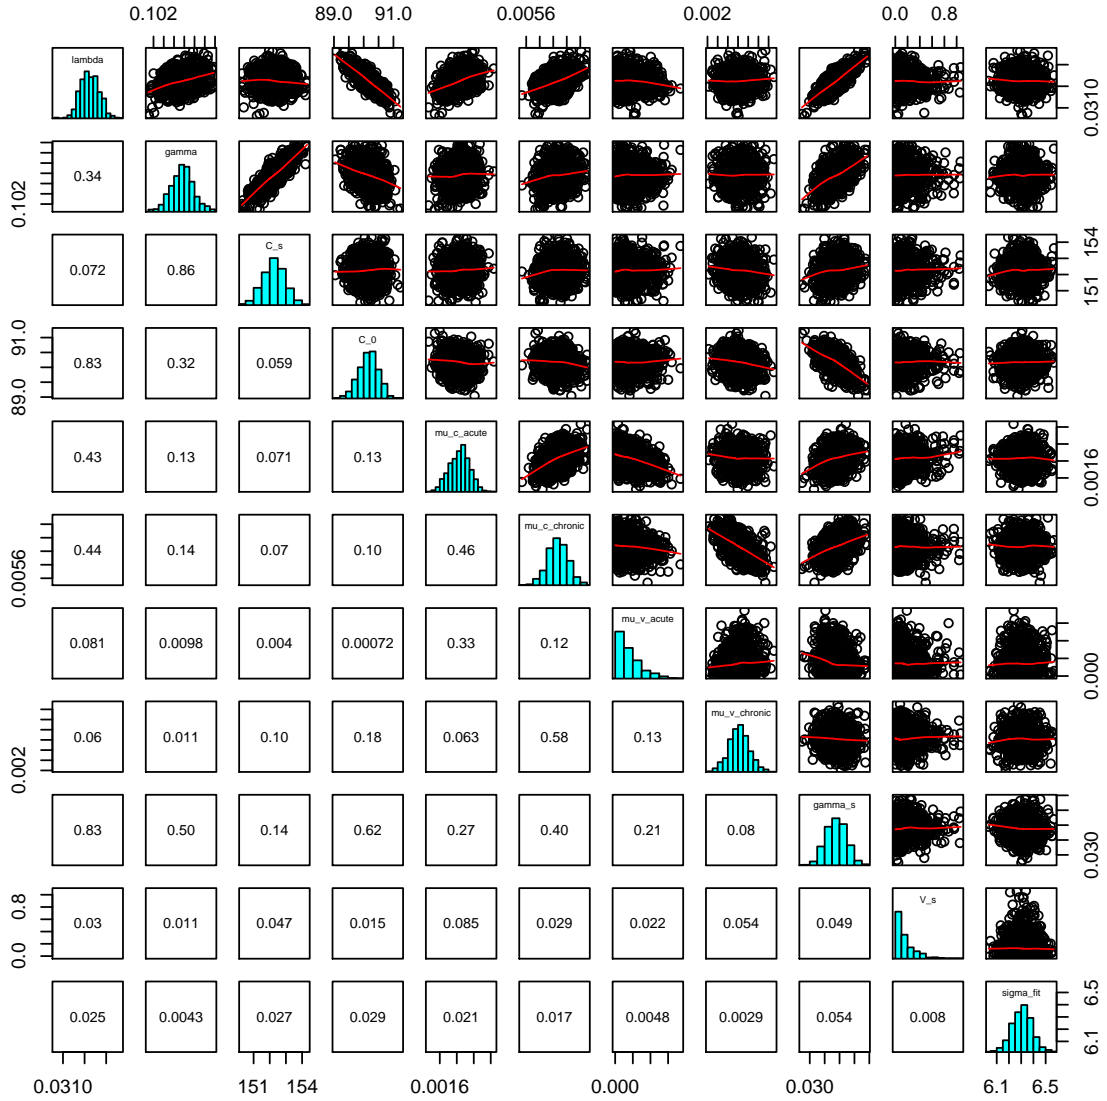 0.102 89.0 91.0 0.0056 0.002 0.0 0.8
lambda
0.0310
0.102 0.34 gamma
0.072 0.86 C_s 151 154
89.0 91.0 0.83 0.32 0.059 C_0
0.43 0.13 0.071 0.13 mu_c_acute 0.0016
0.0056 0.44 0.14 0.07 0.10 0.46 mu_c_chronic
0.081 0.0098 0.004 0.00072 0.33 0.12 mu_v_acute 0.000
0.002 0.06 0.011 0.10 0.18 0.063 0.58 0.13 mu_v_chronic
0.83 0.50 0.14 0.62 0.27 0.40 0.21 0.08 gamma_s 0.030
0.0 0.8 0.03 0.011 0.047 0.015 0.085 0.029 0.022 0.054 0.049 V_s
0.025 0.0043 0.027 0.029 0.021 0.017 0.0048 0.0029 0.054 0.008 sigma_fit 6.1 6.5
0.0310 151 154 0.0016 0.000 0.030 6.1 6.5